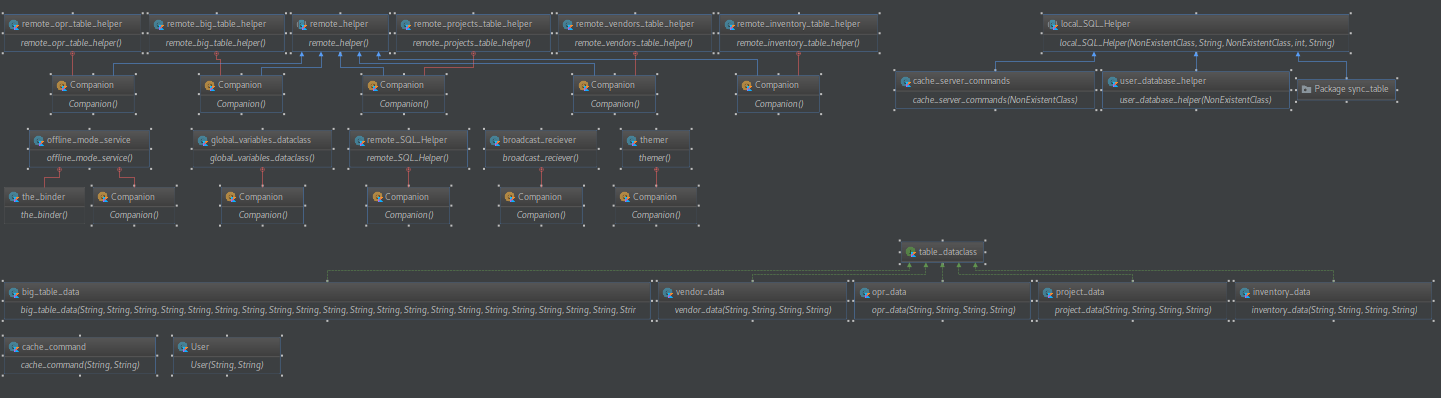 remote_opr_table_helper
remote_opr_table_helper()
remote_big_table_helper
remote_big_table_helper()
remote_helper
remote_helper()
remote_projects_table_helper
remote_projects_table_helper()
remote_vendors_table_helper
remote_vendors_table_helper()
remote_inventory_table_helper
remote_inventory_table_helper()
local_SQL_Helper
local_SQL_Helper(NonExistentClass, String, NonExistentClass, int, String)
Companion
Companion()
Companion
Companion()
Companion
Companion()
Companion
Companion()
Companion
Companion()
cache_server_commands
cache_server_commands(NonExistentClass)
user_database_helper
user_database_helper(NonExistentClass)
Package sync_table
offline_mode_service
offline_mode_service()
global_variables_dataclass
global_variables_dataclass()
remote_SQL_Helper
remote_SQL_Helper()
broadcast_reciever
broadcast_reciever()
themer
themer()
the_binder
the_binder()
Companion
Companion()
Companion
Companion()
Companion
Companion()
Companion
Companion()
Companion
Companion()
table_dataclass
big_table_data
big_table_data(String, String, String, String, String, String, String, String, String, String, String, String, String, String, String, String, String, String, String, String, Strir
vendor_data
vendor_data(String, String, String, String)
opr_data
opr_data(String, String, String, String)
project_data
project_data(String, String, String, String)
inventory_data
inventory_data(String, String, String, String)
cache_command
cache_command(String, String)
User
User(String, String)